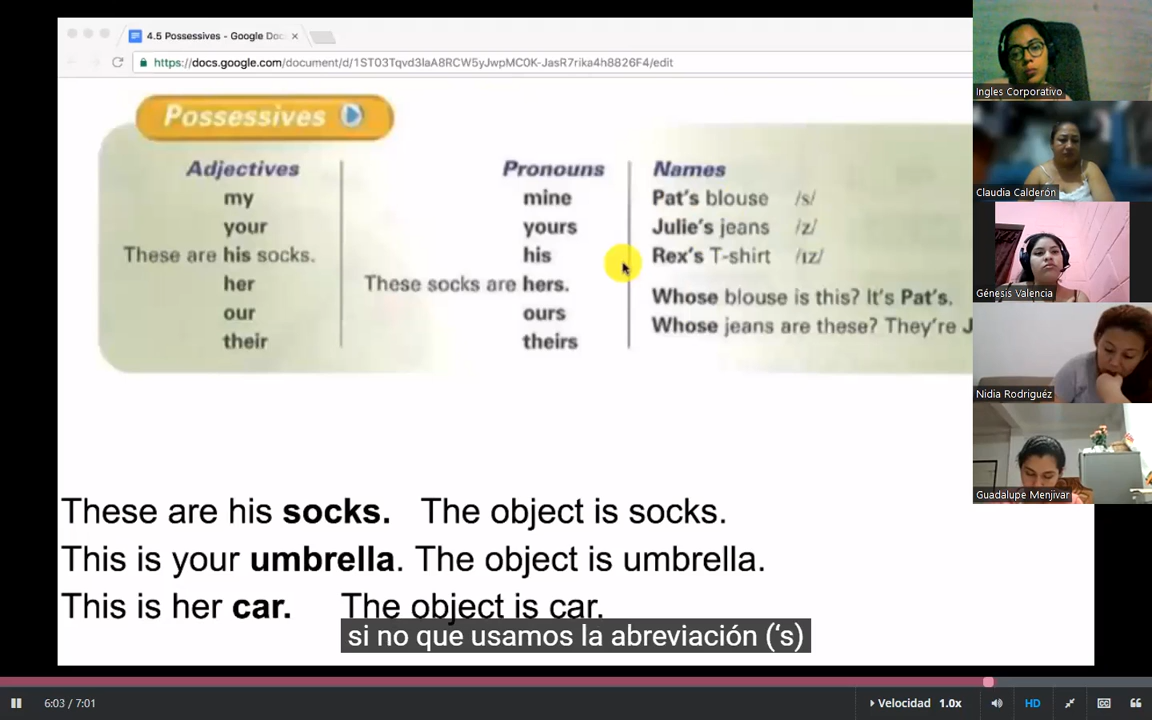 4.5 Possessives - Google Doc
https://docs.google.com/document/d/1ST03Tqvd3laA8RCW5yJwpMC0K-JasR7rika4h8826F4/edit
Possessives
Adjectives
my
your
These are his socks.
her
our
their
Pronouns
mine
yours
his
These socks are hers.
ours
theirs
Names
Pat's blouse /s/
Julie's jeans /z/
Rex's T-shirt /ɪz/
Whose blouse is this? It's Pat's.
Whose jeans are these? They're J
These are his socks. The object is socks.
This is your umbrella. The object is umbrella.
This is her car. The object is car.
si no que usamos la abreviación (‘s)
6:03 / 7:01
Velocidad 1.0x
HD
Ingles Corporativo
Claudia Calderón
Génesis Valencia
Nidia Rodriguéz
Guadalupe Menjivar